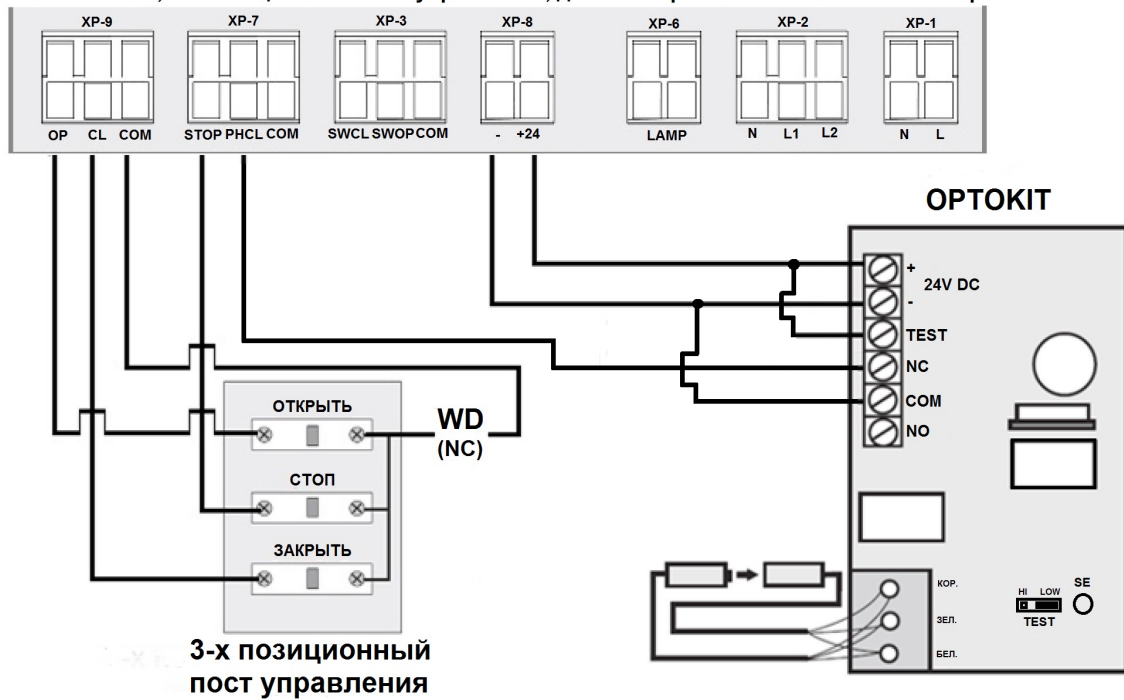 XP-9 XP-7 XP-3 XP-8 XP-6 XP-2 XP-1
OP CL COM STOP PHCL COM SWCL SWOP COM - +24 LAMP N L1 L2 N L
OPTOKIT
+
24V DC
-
TEST
NC
COM
NO
ОТКРЫТЬ
WD
(NC)
СТОП
ЗАКРЫТЬ
3-х позиционный
пост управления
КОР.
ЗЕЛ.
БЕЛ.
HI LOW
TEST
SE